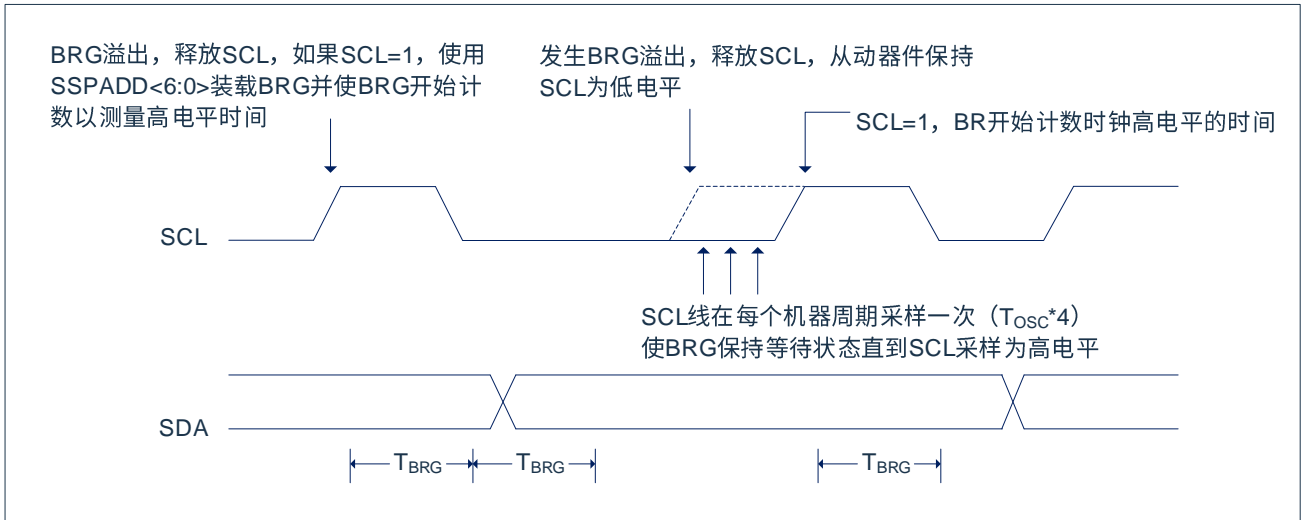 BRG溢出，释放SCL，如果SCL=1，使用
SSPADD<6:0>装载BRG并使BRG开始计
数以测量高电平时间
发生BRG溢出，释放SCL，从动器件保持
SCL为低电平
SCL=1，BR开始计数时钟高电平的时间
SCL
SCL线在每个机器周期采样一次（TOSC*4）
使BRG保持等待状态直到SCL采样为高电平
SDA
TBRG
TBRG
TBRG